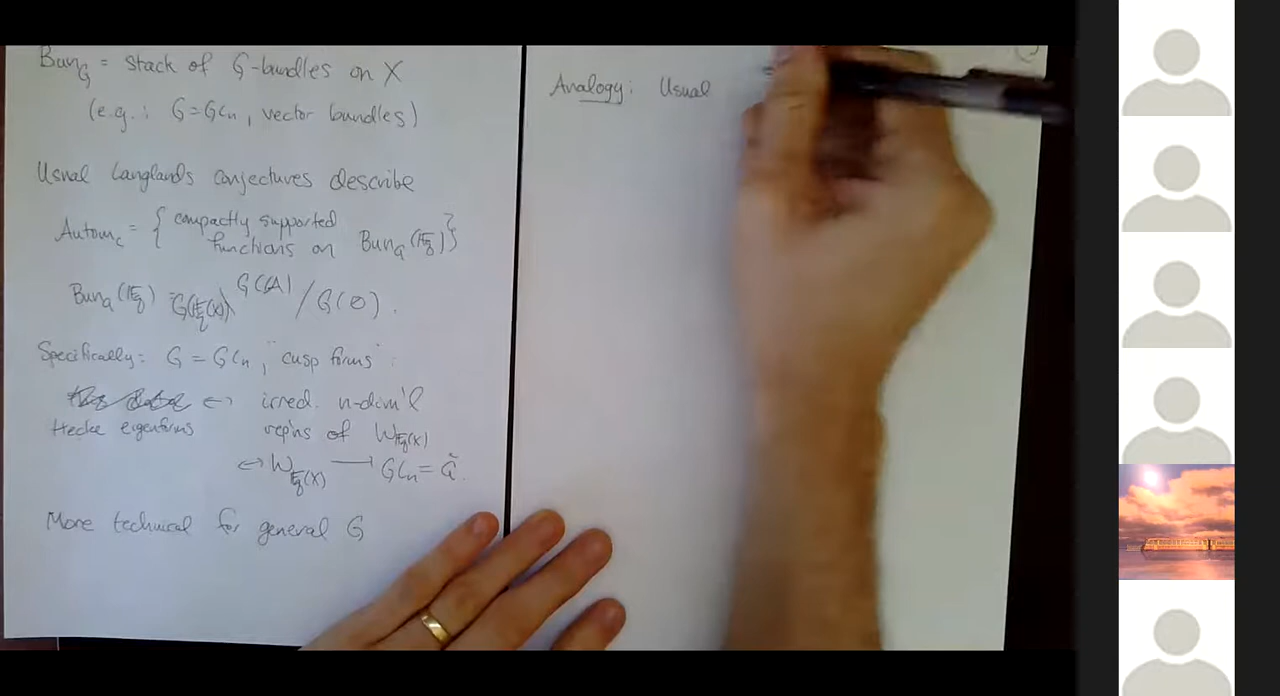 Bun_G = Stack of G-bundles on X
(e.g.: G = GL_n, vector bundles)
Usual Langlands conjectures describe
Autom_c = { compactly supported
functions on Bun_G(F_q) }
Bun_G(F_q) = G(F_q(X))\G(A)/G(O).
Specifically: G = GL_n, "cusp forms":
↔ irred. n-dim'l
Hecke eigenforms rep'ns of W_{F_q(X)}
↔ W_{F_q(X)} → GL_n = Ǧ.
More technical for general G
Analogy: Usual